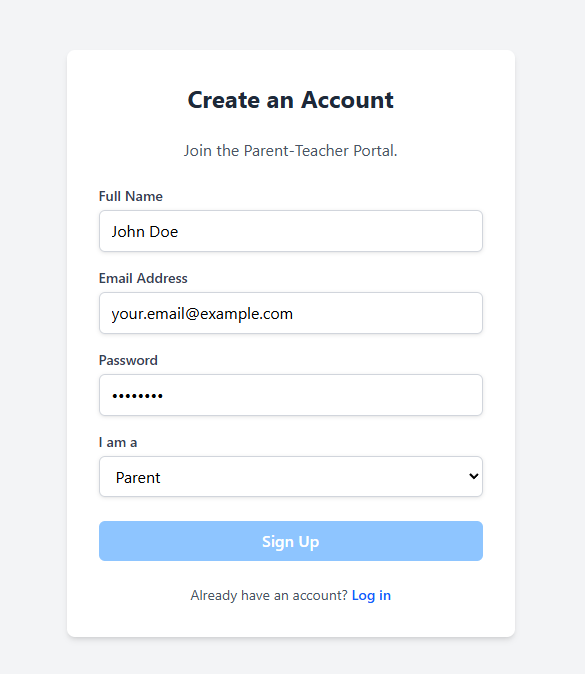 Create an Account
Join the Parent-Teacher Portal.
Full Name
John Doe
Email Address
your.email@example.com
Password
••••••••
I am a
Parent
Sign Up
Already have an account? Log in